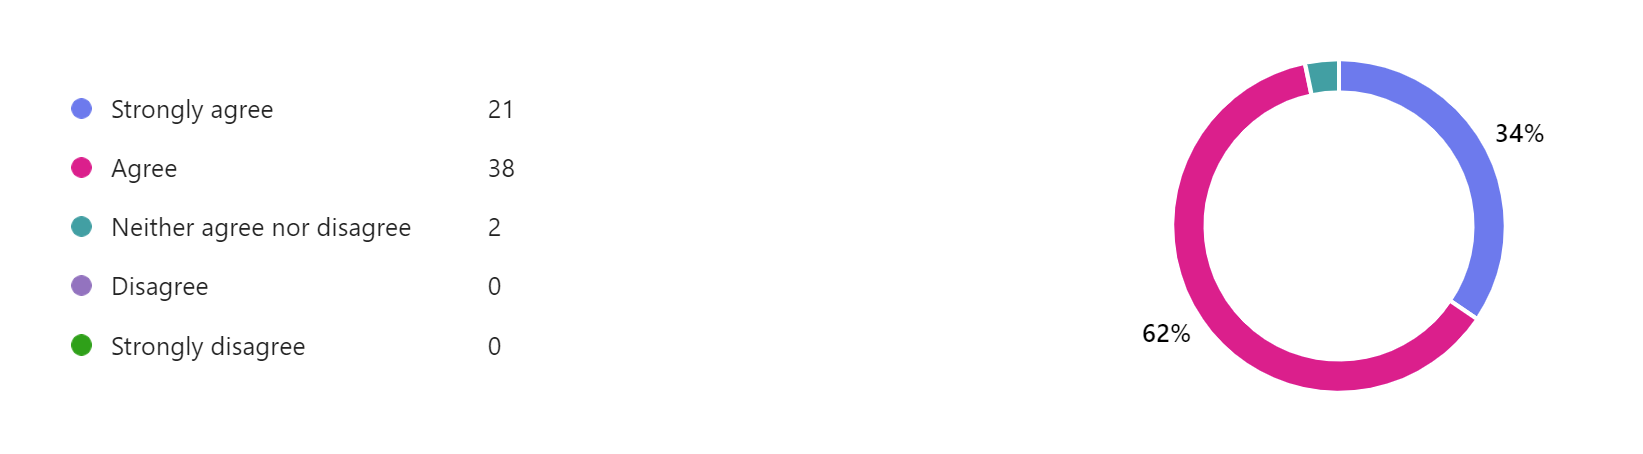 Strongly agree 21
Agree 38
Neither agree nor disagree 2
Disagree 0
Strongly disagree 0
34%
62%